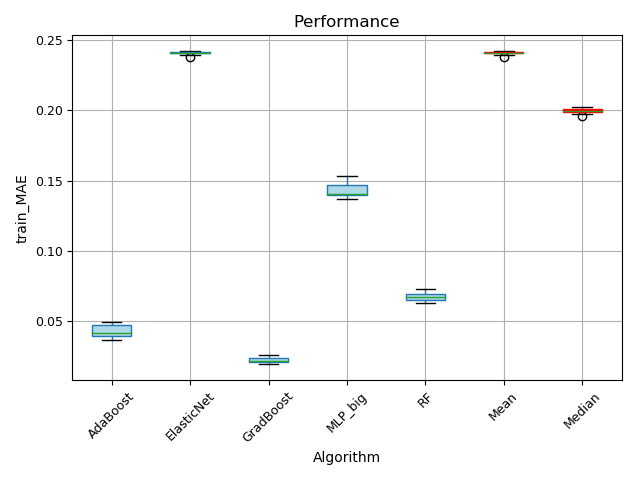 Performance
0.25
0.20
0.15
0.10
0.05
train_MAE
AdaBoost
ElasticNet
GradBoost
MLP_big
RF
Mean
Median
Algorithm